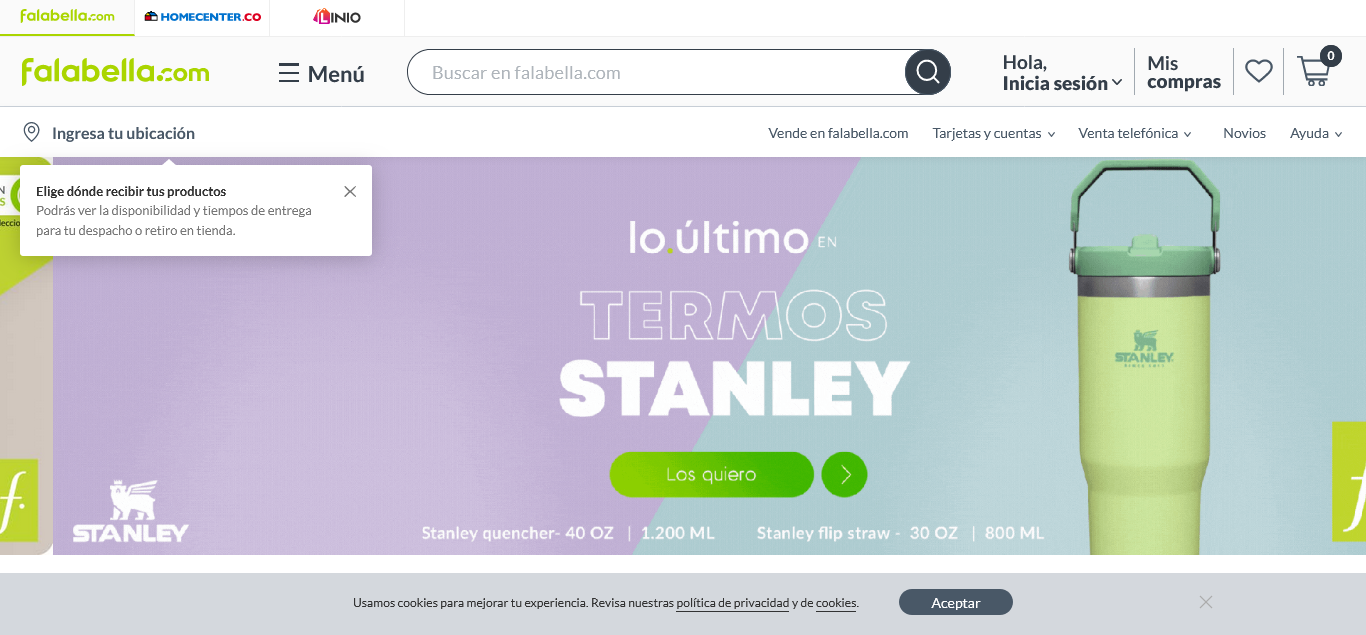 falabella.com
HOMECENTER.CO
LINIO
falabella.com
Menú
Buscar en falabella.com
Hola,
Inicia sesión
Mis
compras
0
Ingresa tu ubicación
Vende en falabella.com
Tarjetas y cuentas
Venta telefónica
Novios
Ayuda
Elige dónde recibir tus productos
Podrás ver la disponibilidad y tiempos de entrega
para tu despacho o retiro en tienda.
lo.último EN
TERMOS
STANLEY
Los quiero
Stanley quencher- 40 OZ | 1.200 ML
Stanley flip straw - 30 OZ | 800 ML
STANLEY
STANLEY
f.
Usamos cookies para mejorar tu experiencia. Revisa nuestras política de privacidad y de cookies.
Aceptar